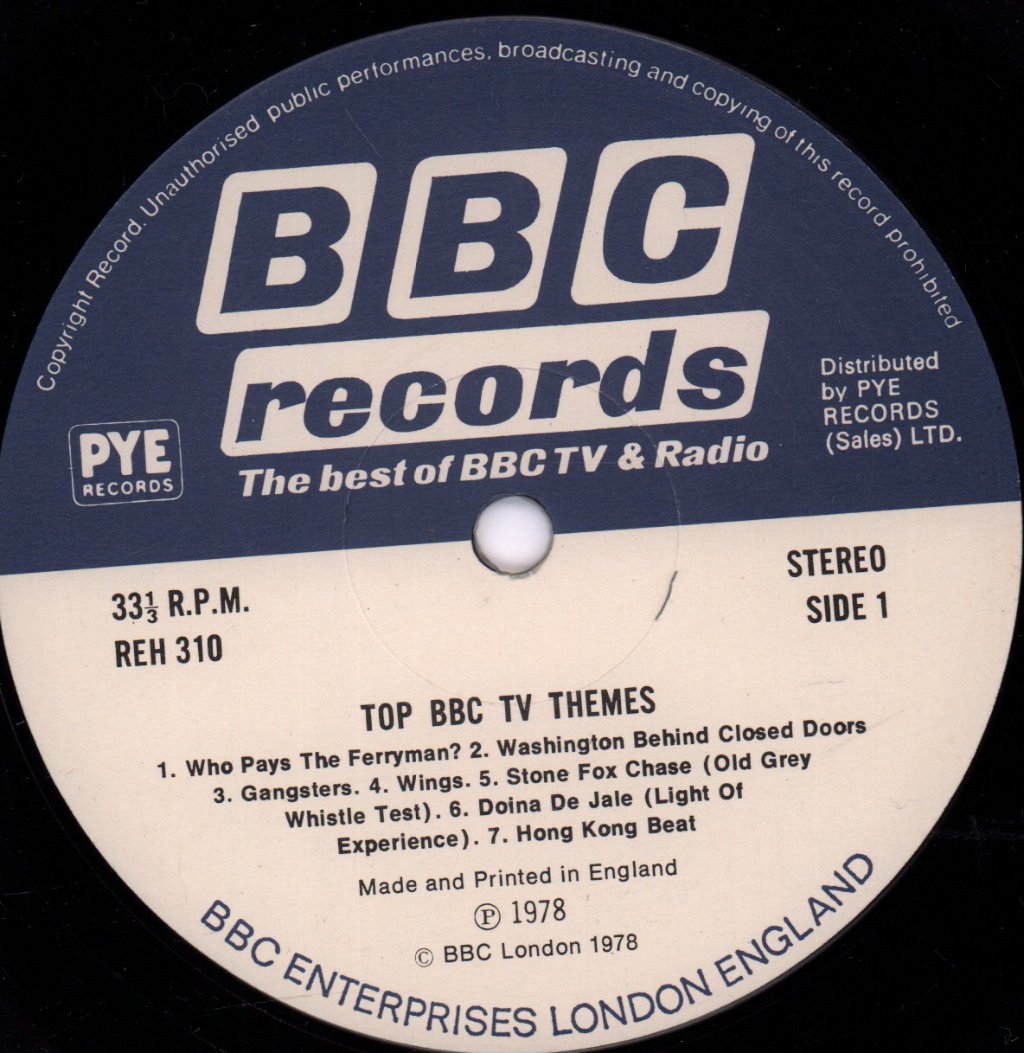 Copyright Record. Unauthorised public performances, broadcasting and copying of this record prohibited
BBC
records
The best of BBC TV & Radio
PYE
RECORDS
Distributed
by PYE
RECORDS
(Sales) LTD.
33⅓ R.P.M.
REH 310
STEREO
SIDE 1
TOP BBC TV THEMES
1. Who Pays The Ferryman? 2. Washington Behind Closed Doors
3. Gangsters. 4. Wings. 5. Stone Fox Chase (Old Grey
Whistle Test). 6. Doina De Jale (Light Of
Experience). 7. Hong Kong Beat
Made and Printed in England
℗ 1978
© BBC London 1978
BBC ENTERPRISES LONDON ENGLAND